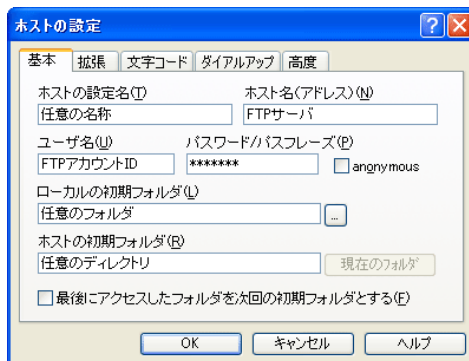 ホストの設定
基本 拡張 文字コード ダイアルアップ 高度
ホストの設定名(T) ホスト名(アドレス)(N)
任意の名称 FTPサーバ
ユーザ名(U) パスワード/パスフレーズ(P)
FTPアカウントID ******* anonymous
ローカルの初期フォルダ(L)
任意のフォルダ ...
ホストの初期フォルダ(R)
任意のディレクトリ 現在のフォルダ
最後にアクセスしたフォルダを次回の初期フォルダとする(F)
OK キャンセル ヘルプ